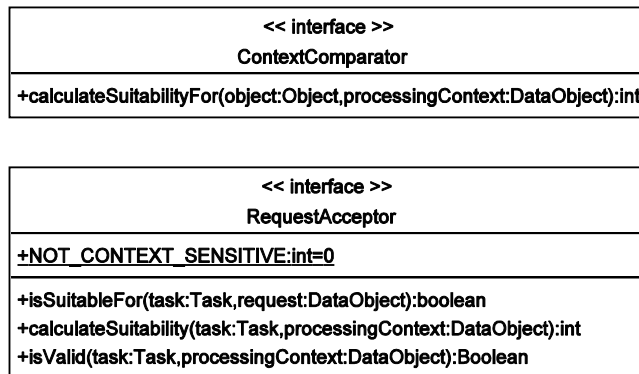 << interface >>
ContextComparator
+calculateSuitabilityFor(object:Object,processingContext:DataObject):int
<< interface >>
RequestAcceptor
+NOT_CONTEXT_SENSITIVE:int=0
+isSuitableFor(task:Task,request:DataObject):boolean
+calculateSuitability(task:Task,processingContext:DataObject):int
+isValid(task:Task,processingContext:DataObject):Boolean